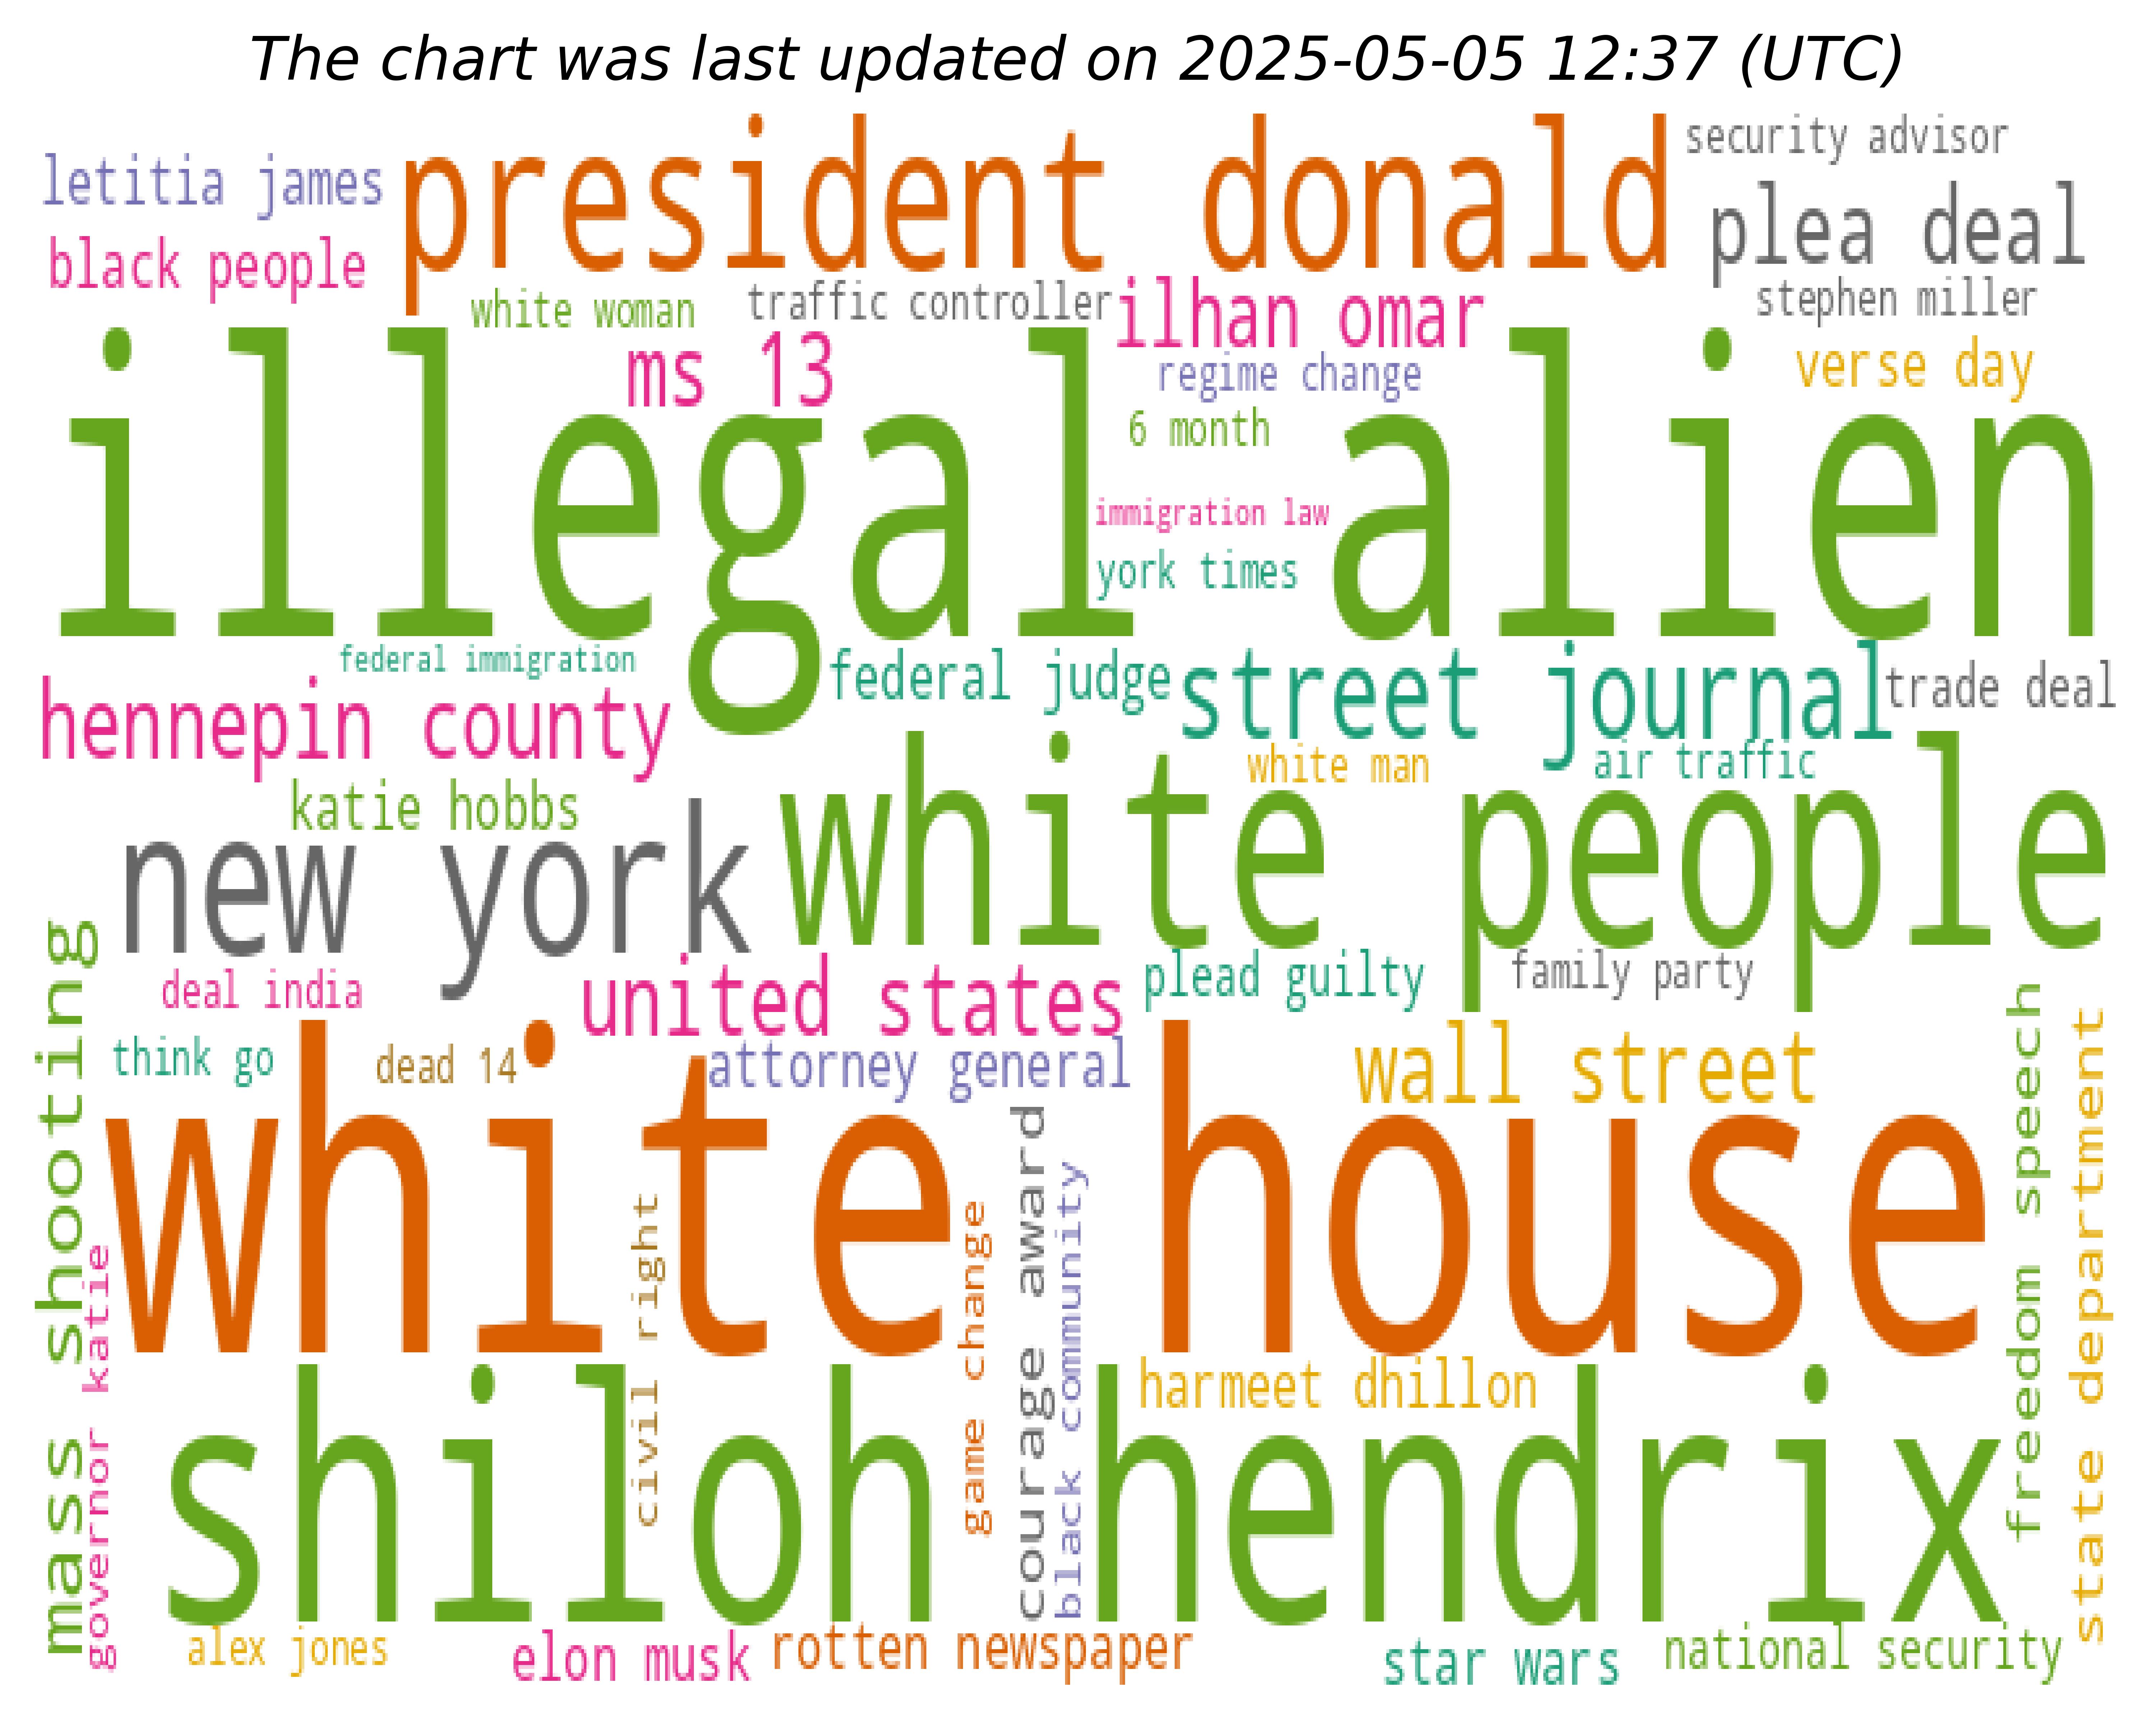 The chart was last updated on 2025-05-05 12:37 (UTC)
security advisor
president donald
letitia james
plea deal
black people
white woman
traffic controller
ilhan omar
stephen miller
ms 13
regime change
verse day
6 month
illegal alien
immigration law
york times
federal immigration
federal judge
street journal
trade deal
hennepin county
white man
air traffic
katie hobbs
white people
new york
deal india
united states
plead guilty
family party
think go
dead 14
attorney general
wall street
white house
mass shooting
governor katie
civil right
game change
courage award
black community
freedom speech
state department
harmeet dhillon
shiloh hendrix
alex jones
elon musk
rotten newspaper
star wars
national security